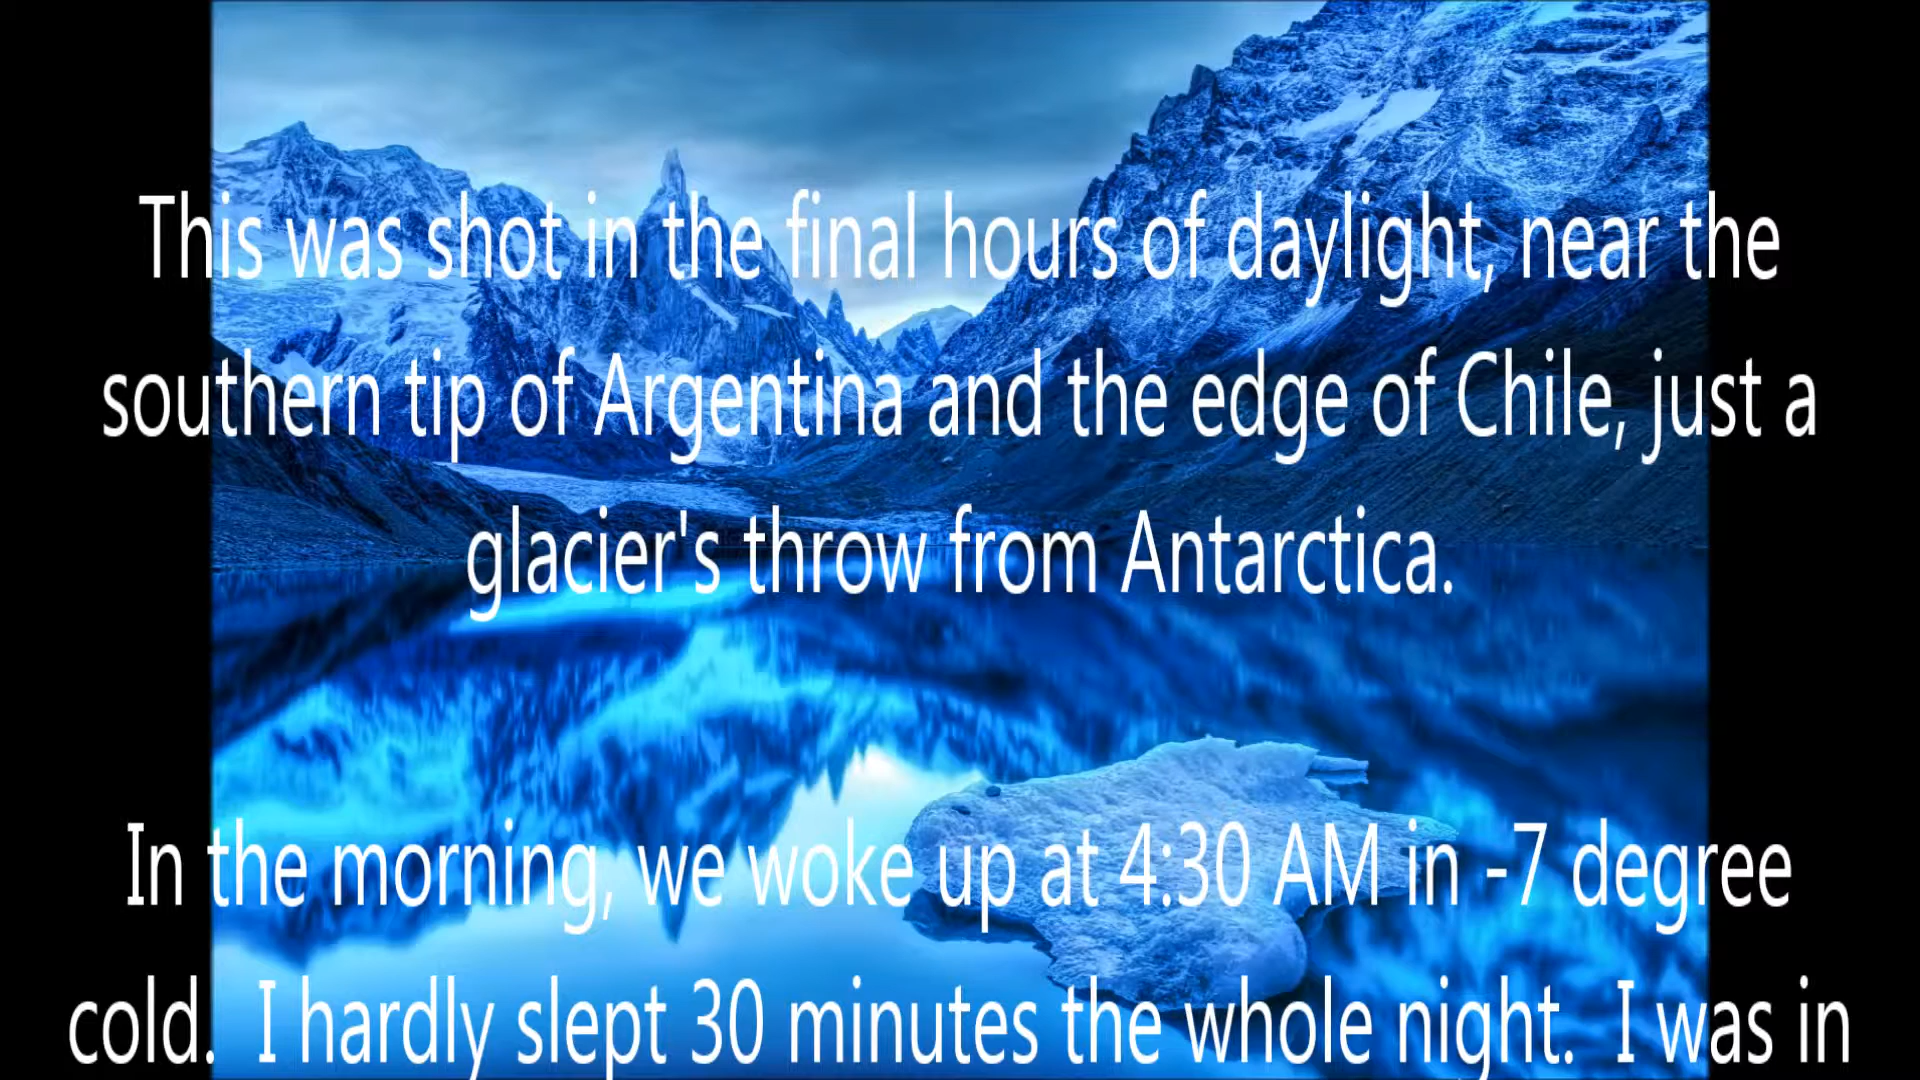 This was shot in the final hours of daylight, near the
southern tip of Argentina and the edge of Chile, just a
glacier's throw from Antarctica.
In the morning, we woke up at 4:30 AM in -7 degree
cold.  I hardly slept 30 minutes the whole night.  I was in